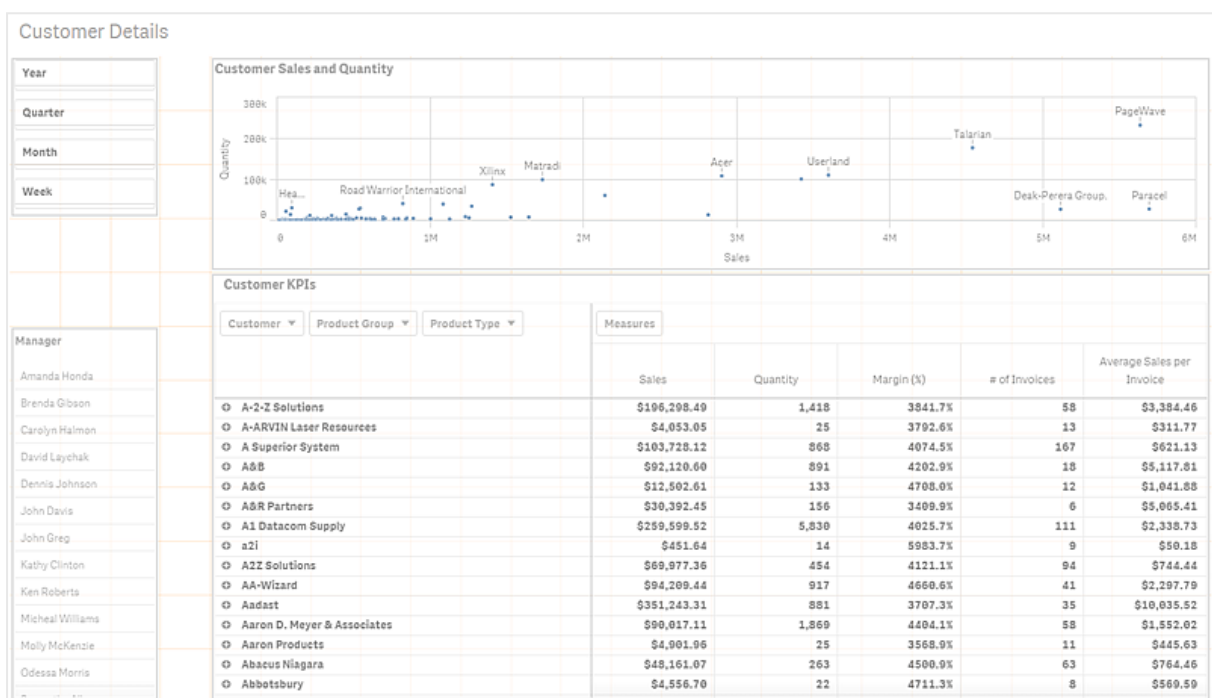 Customer Details
Year
Quarter
Month
Week
Manager
Amanda Honda
Brenda Gibson
Carolyn Halmon
David Laychak
Dennis Johnson
John Davis
John Greg
Kathy Clinton
Ken Roberts
Micheal Williams
Molly McKenzie
Odessa Morris
Customer Sales and Quantity
Quantity
300k
200k
100k
0
PageWave
Talarian
Acer
Userland
Xilinx
Matradi
Hea...
Road Warrior International
Deak-Perera Group.
Paracel
0 1M 2M 3M 4M 5M 6M
Sales
Customer KPIs
Customer Product Group Product Type Measures
Sales Quantity Margin (%) # of Invoices Average Sales per Invoice
A-2-Z Solutions $196,298.49 1,418 3841.7% 58 $3,384.46
A-ARVIN Laser Resources $4,053.05 25 3792.6% 13 $311.77
A Superior System $103,728.12 868 4074.5% 167 $621.13
A&B $92,120.60 891 4202.9% 18 $5,117.81
A&G $12,502.61 133 4708.0% 12 $1,041.88
A&R Partners $30,392.45 156 3409.9% 6 $5,065.41
A1 Datacom Supply $259,599.52 5,830 4025.7% 111 $2,338.73
a2i $451.64 14 5983.7% 9 $50.18
A2Z Solutions $69,977.36 454 4121.1% 94 $744.44
AA-Wizard $94,209.44 917 4660.6% 41 $2,297.79
Aadast $351,243.31 881 3707.3% 35 $10,035.52
Aaron D. Meyer & Associates $90,017.11 1,869 4404.1% 58 $1,552.02
Aaron Products $4,901.96 25 3568.9% 11 $445.63
Abacus Niagara $48,161.07 263 4500.9% 63 $764.46
Abbotsbury $4,556.70 22 4711.3% 8 $569.59